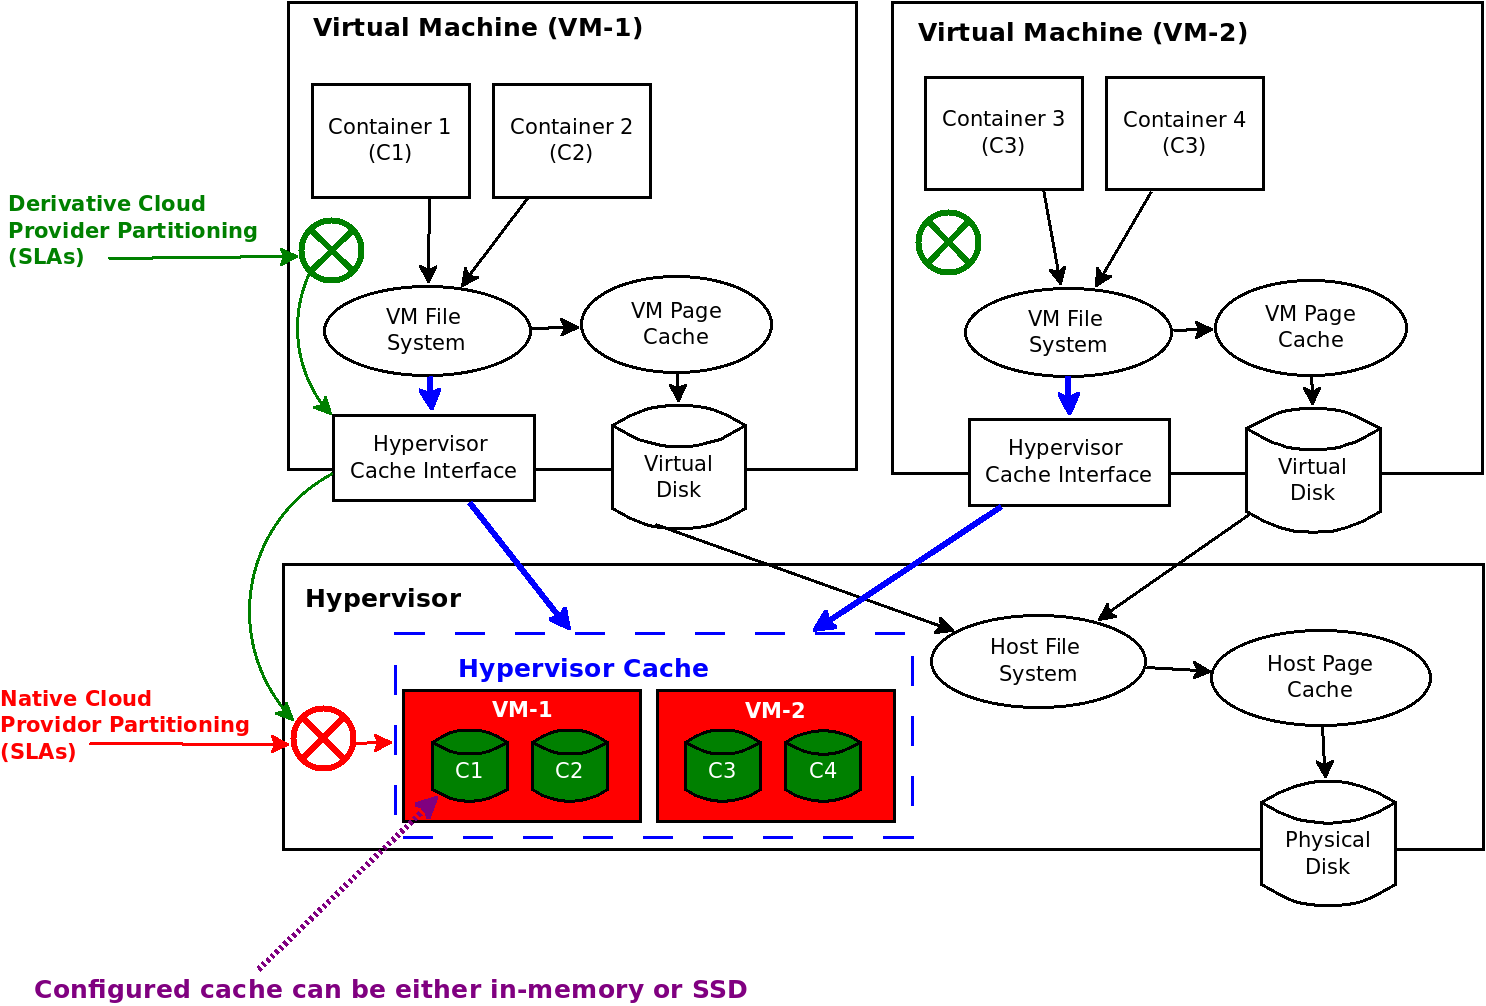 Virtual Machine (VM-1)
Virtual Machine (VM-2)
Container 1
(C1)
Container 2
(C2)
Container 3
(C3)
Container 4
(C3)
Derivative Cloud
Provider Partitioning
(SLAs)
VM File
System
VM Page
Cache
VM File
System
VM Page
Cache
Hypervisor
Cache Interface
Virtual
Disk
Hypervisor
Cache Interface
Virtual
Disk
Hypervisor
Hypervisor Cache
Host File
System
Host Page
Cache
Native Cloud
Providor Partitioning
(SLAs)
VM-1
C1
C2
VM-2
C3
C4
Physical
Disk
Configured cache can be either in-memory or SSD